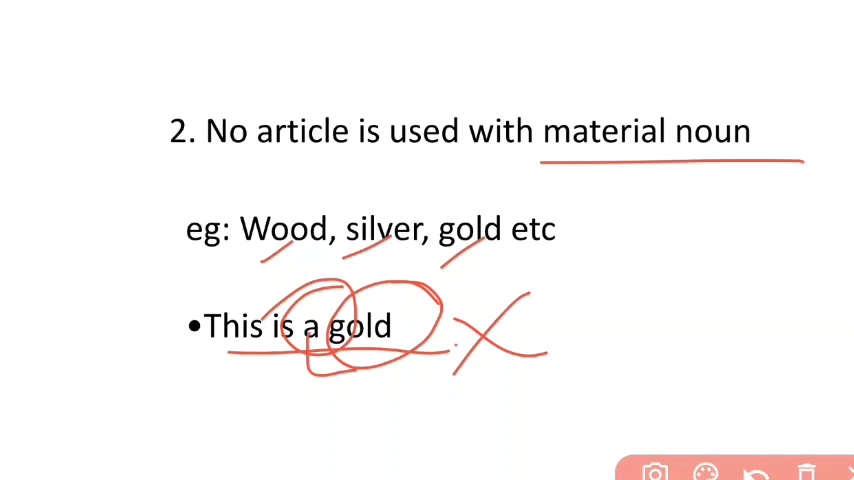 2. No article is used with material noun
eg: Wood, silver, gold etc
•This is a gold